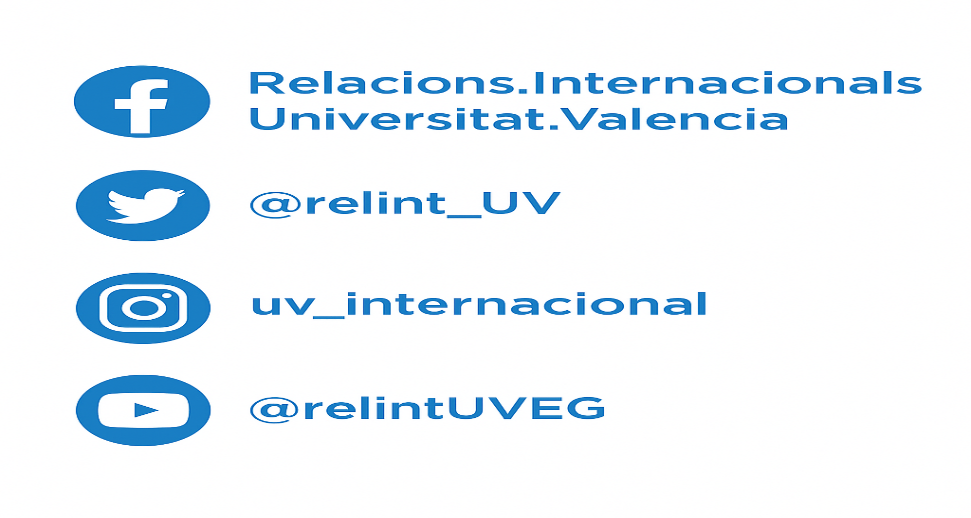 Relacions.Internacionals
Universitat.Valencia
@relint_UV
uv_internacional
@relintUVEG